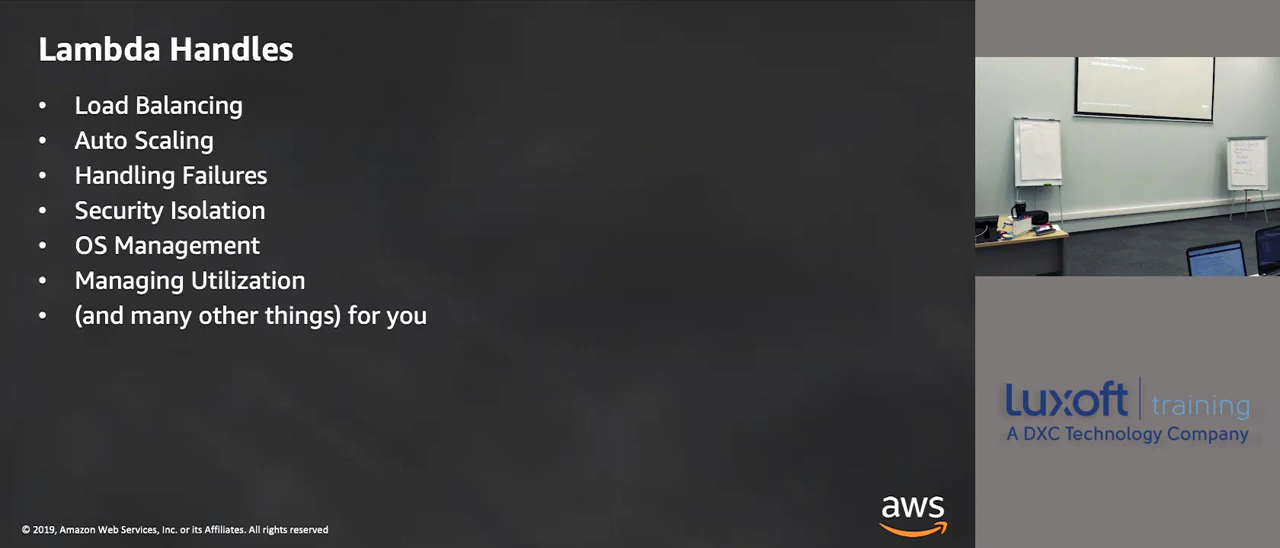 Lambda Handles
• Load Balancing
• Auto Scaling
• Handling Failures
• Security Isolation
• OS Management
• Managing Utilization
• (and many other things) for you
© 2019, Amazon Web Services, Inc. or its Affiliates. All rights reserved
aws
Luxoft | training
A DXC Technology Company